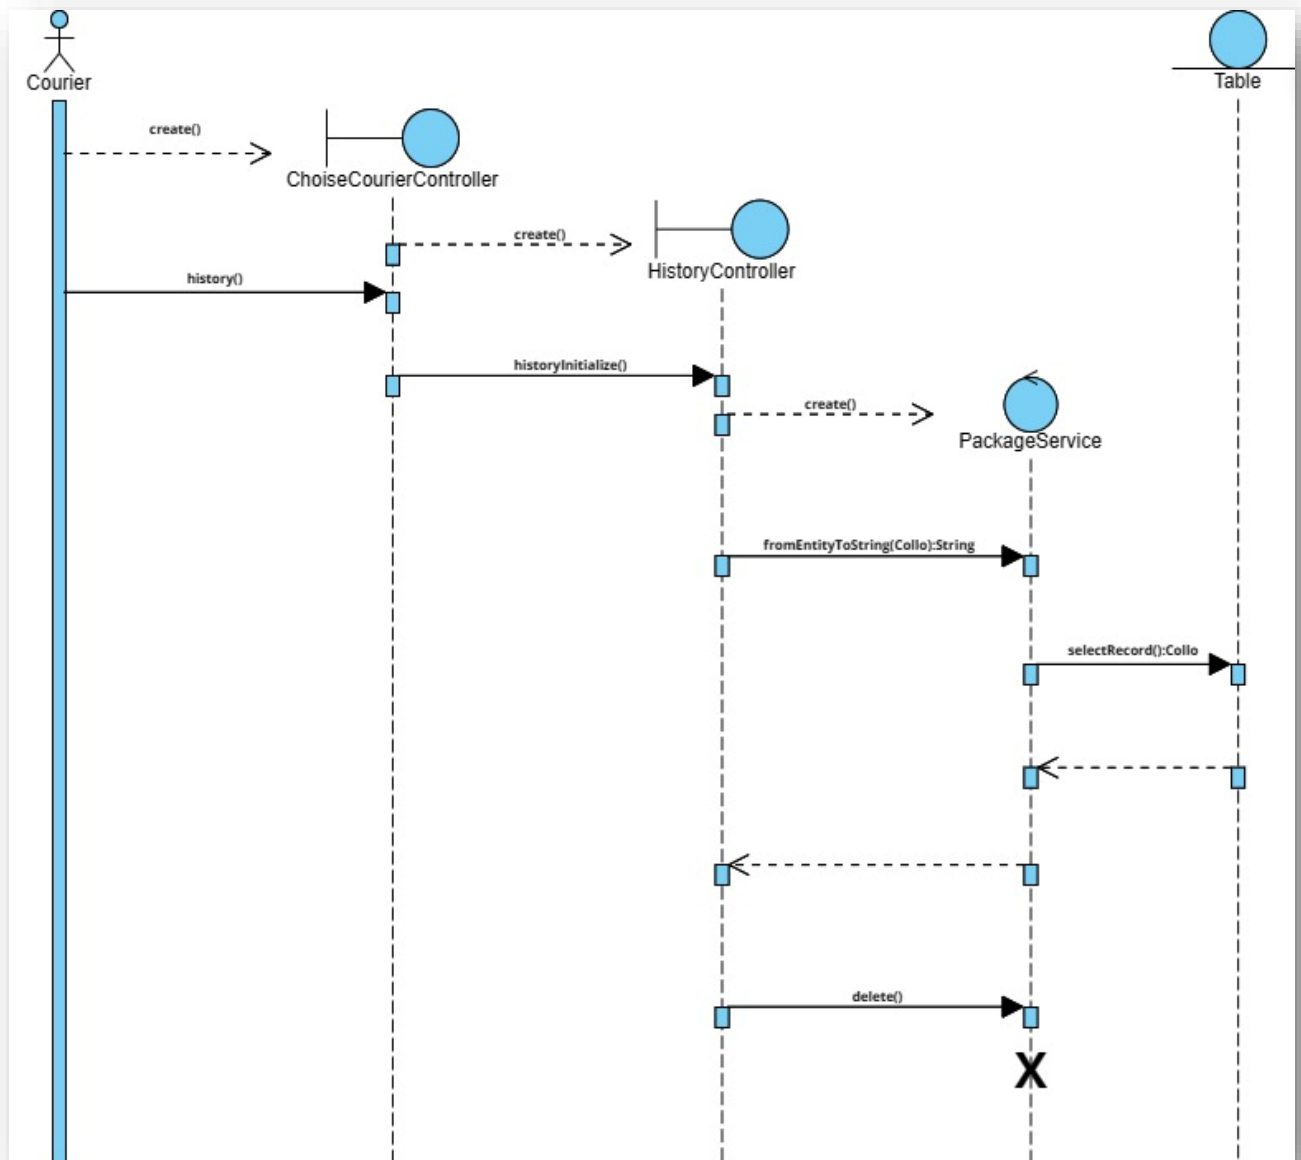 Courier
Table
create()
ChoiseCourierController
create()
HistoryController
history()
historyInitialize()
create()
PackageService
fromEntityToString(Collo):String
selectRecord():Collo
delete()
X